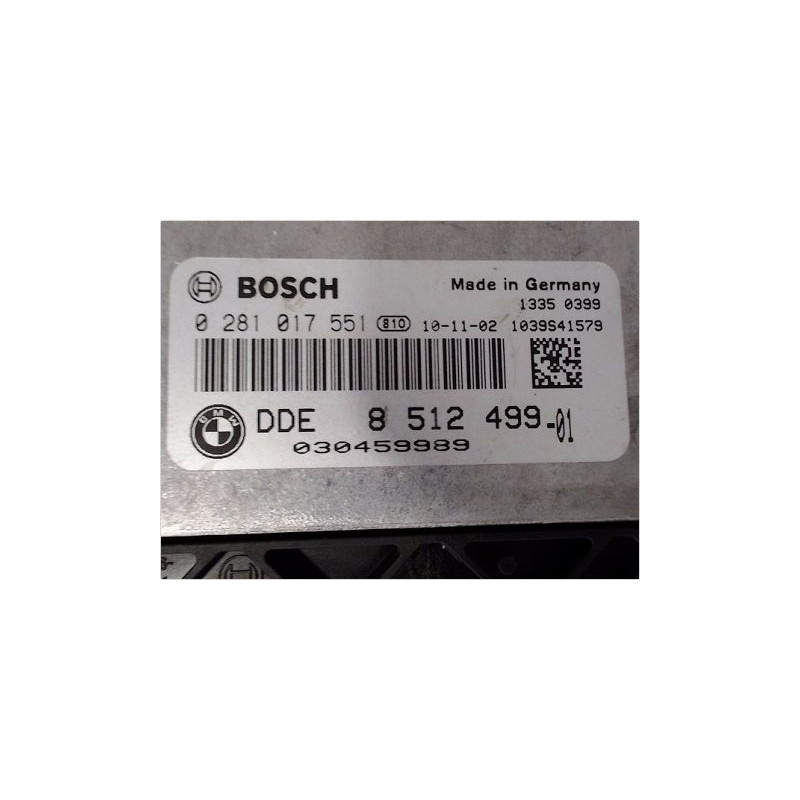 BOSCH
Made in Germany
1335 0399
0 281 017 551 810 10-11-02 1039S41579
BMW
DDE 8 512 499-01
030459989